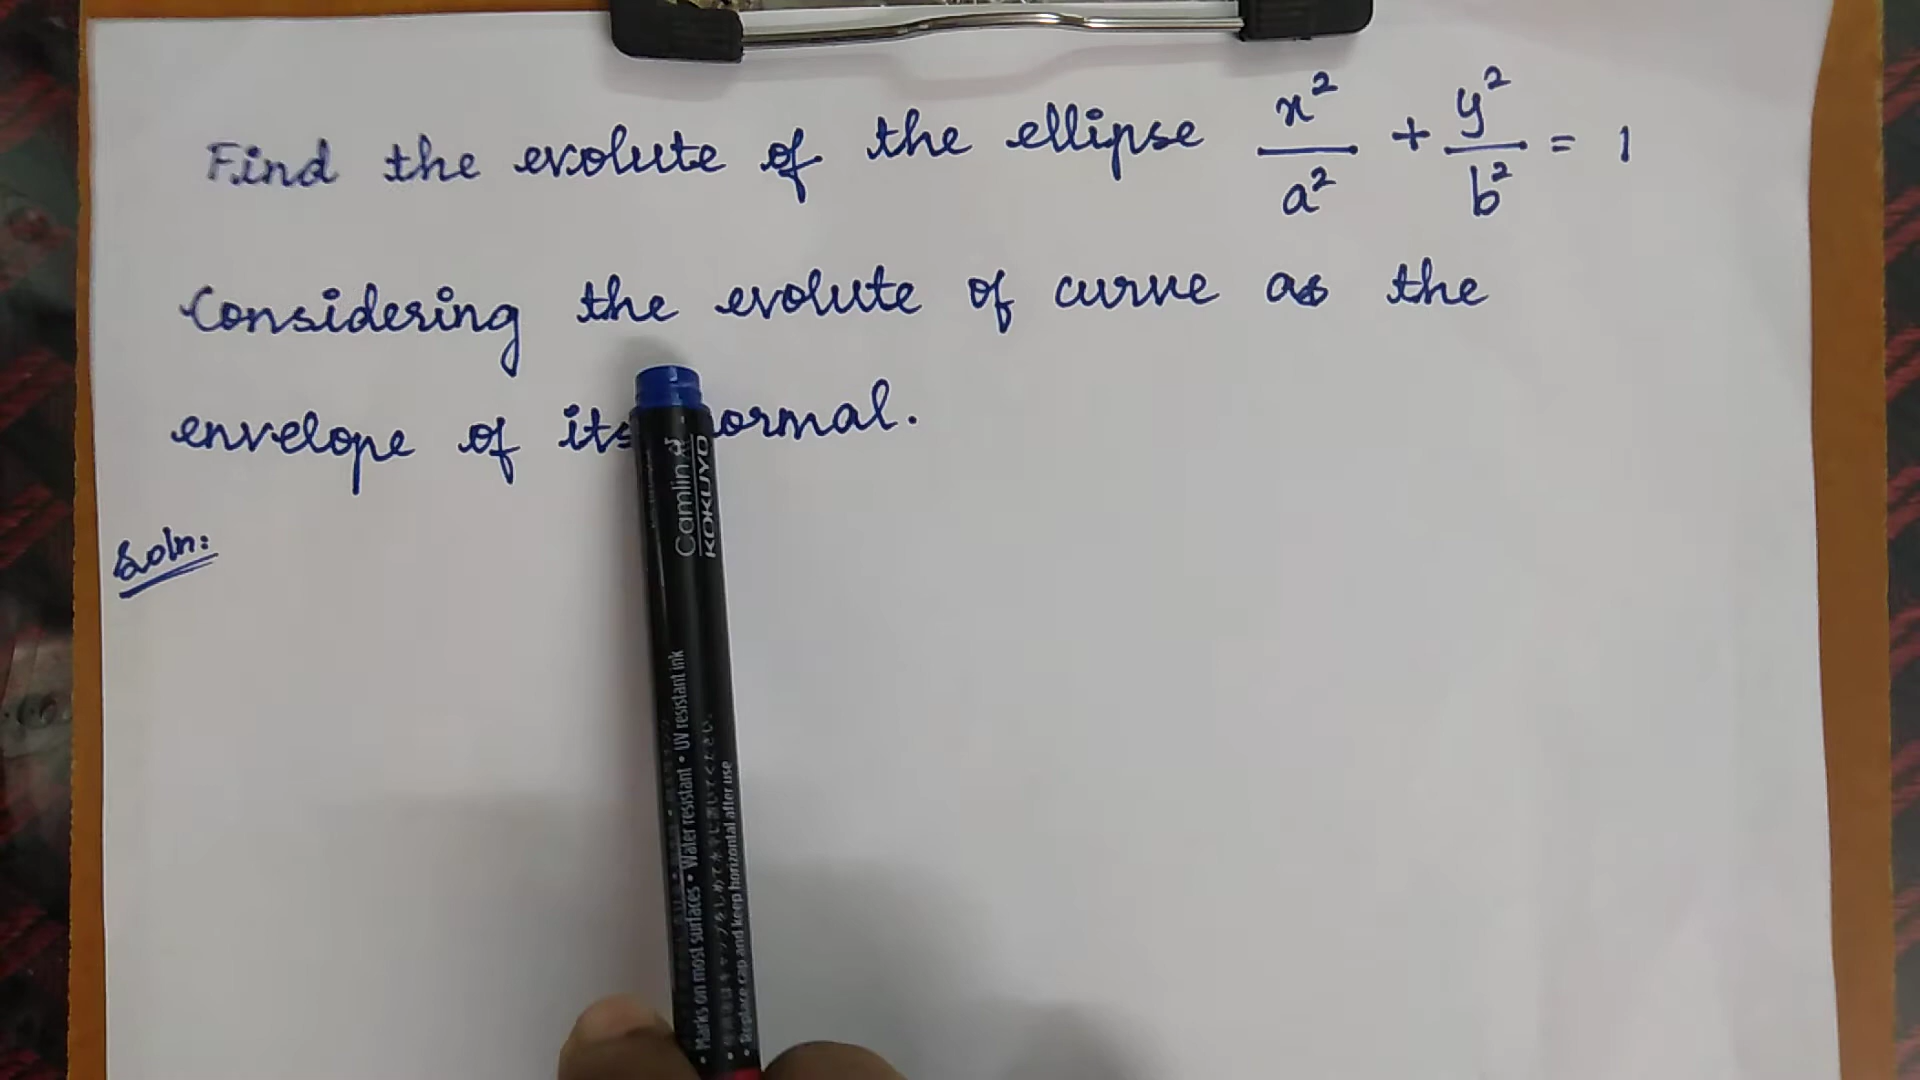 Find the evolute of the ellipse x²/a² + y²/b² = 1
Considering the evolute of curve as the
envelope of its normal.
Soln:
Camlin
KOKUYO
• Marks on most surfaces • Water resistant • UV resistant ink
• Replace cap and keep horizontal after use